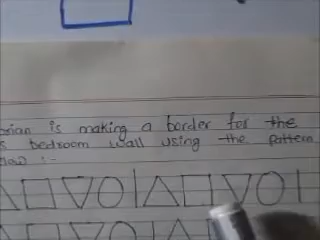 is making a border for the
bedroom wall using the pattern
:-